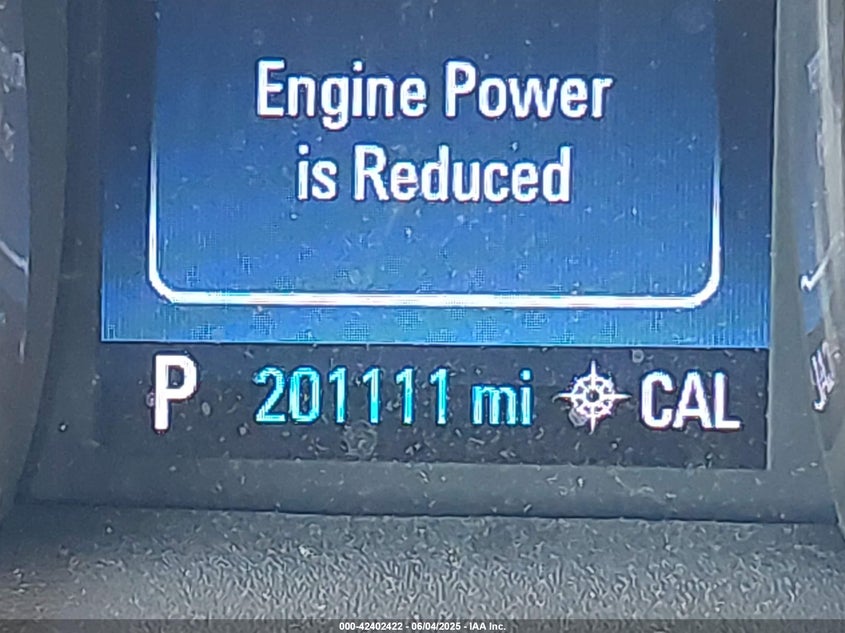 Engine Power
is Reduced
P 201111 mi CAL
000-42402422 - 06/04/2025 - IAA Inc.